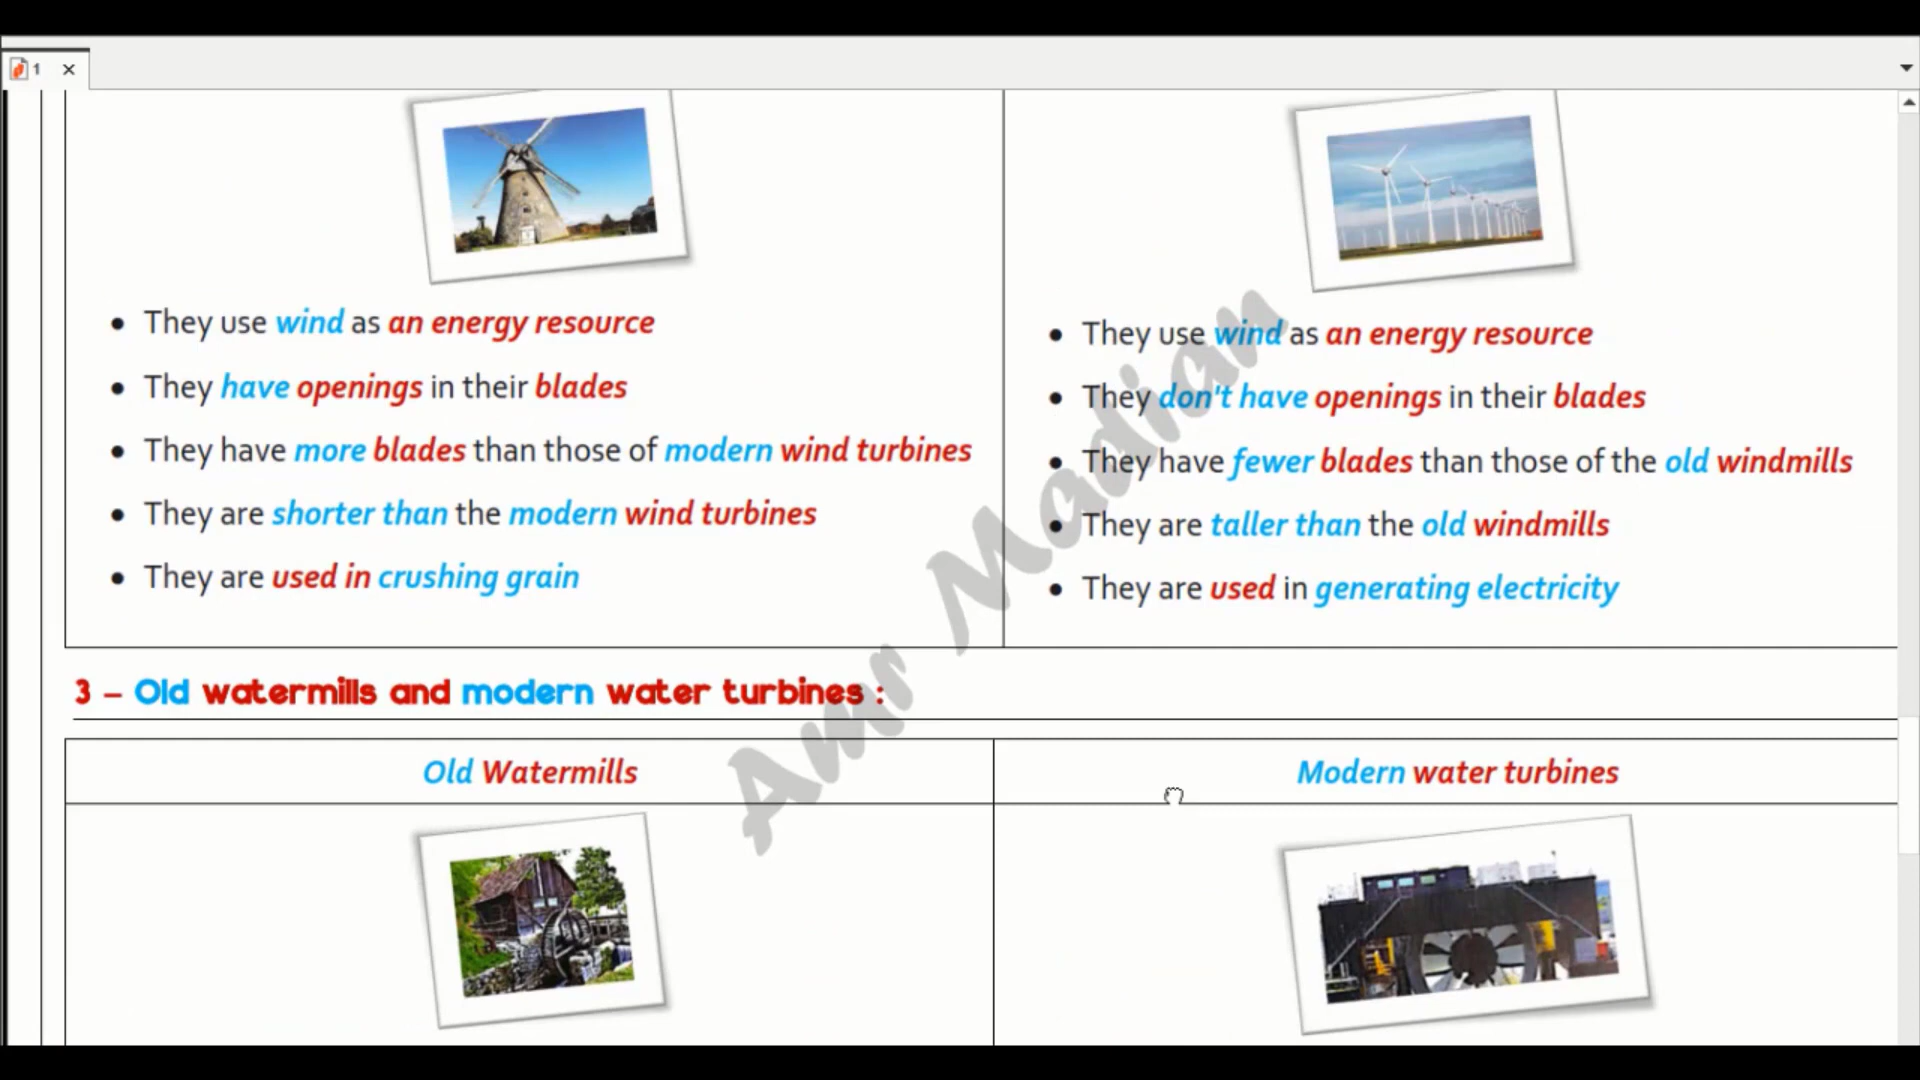 1
• They use wind as an energy resource
• They have openings in their blades
• They have more blades than those of modern wind turbines
• They are shorter than the modern wind turbines
• They are used in crushing grain
• They use wind as an energy resource
• They don't have openings in their blades
• They have fewer blades than those of the old windmills
• They are taller than the old windmills
• They are used in generating electricity
Amr Madian
3 – Old watermills and modern water turbines :
Old Watermills
Modern water turbines